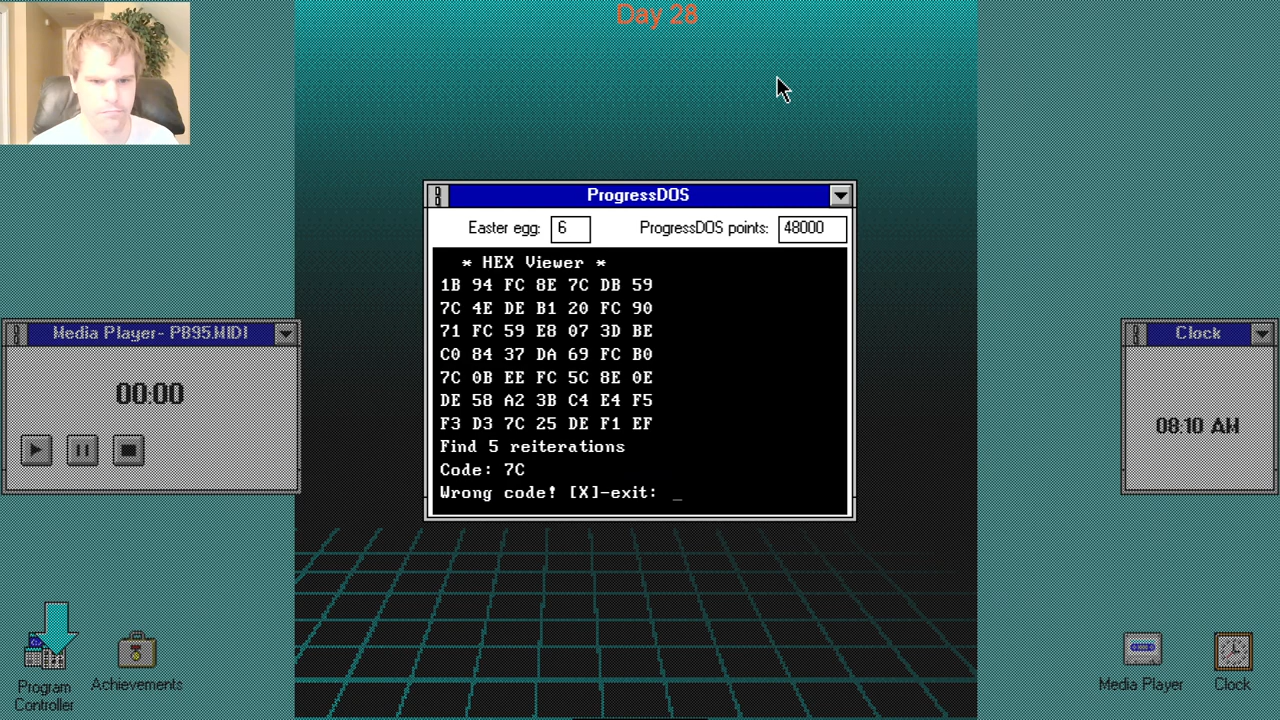 Day 28
ProgressDOS
Easter egg: 6 ProgressDOS points: 48000
* HEX Viewer *
1B 94 FC 8E 7C DB 59
7C 4E DE B1 20 FC 90
71 FC 59 E8 07 3D BE
C0 84 37 DA 69 FC B0
7C 0B EE FC 5C 8E 0E
DE 58 A2 3B C4 E4 F5
F3 D3 7C 25 DE F1 EF
Find 5 reiterations
Code: 7C
Wrong code! [X]-exit: _
Media Player- PB95.MIDI
00:00
Clock
08:10 AM
Program
Controller
Achievements
Media Player
Clock